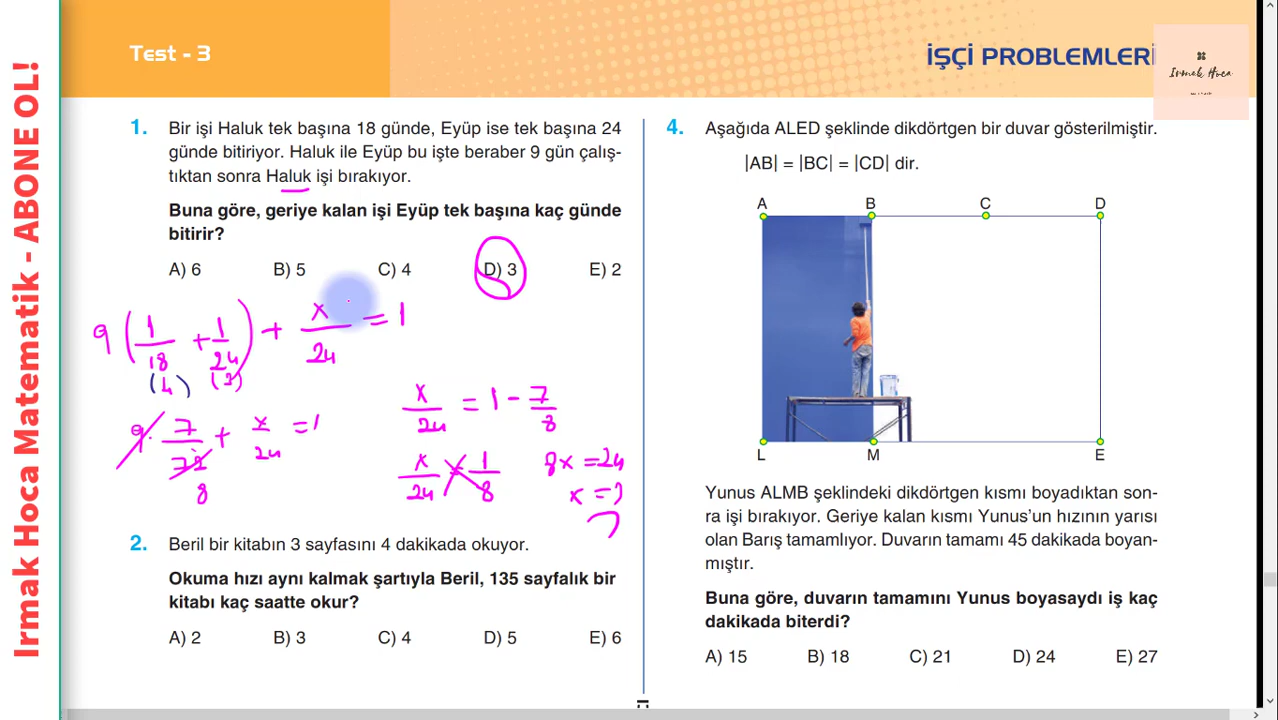 Irmak Hoca Matematik - ABONE OL!
Test - 3
İŞÇİ PROBLEMLERİ
Irmak Hoca
1. Bir işi Haluk tek başına 18 günde, Eyüp ise tek başına 24
günde bitiriyor. Haluk ile Eyüp bu işte beraber 9 gün çalış-
tıktan sonra Haluk işi bırakıyor.
Buna göre, geriye kalan işi Eyüp tek başına kaç günde
bitirir?
A) 6 B) 5 C) 4 D) 3 E) 2
9 (1/18 + 1/24) + x/24 = 1
(4) (3)
9. 7/72 + x/24 = 1
8
x/24 = 1 - 7/8
x/24 = 1/8
8x = 24
x = 3
2. Beril bir kitabın 3 sayfasını 4 dakikada okuyor.
Okuma hızı aynı kalmak şartıyla Beril, 135 sayfalık bir
kitabı kaç saatte okur?
A) 2 B) 3 C) 4 D) 5 E) 6
4. Aşağıda ALED şeklinde dikdörtgen bir duvar gösterilmiştir.
|AB| = |BC| = |CD| dir.
A B C D
L M E
Yunus ALMB şeklindeki dikdörtgen kısmı boyadıktan son-
ra işi bırakıyor. Geriye kalan kısmı Yunus'un hızının yarısı
olan Barış tamamlıyor. Duvarın tamamı 45 dakikada boyan-
mıştır.
Buna göre, duvarın tamamını Yunus boyasaydı iş kaç
dakikada biterdi?
A) 15 B) 18 C) 21 D) 24 E) 27